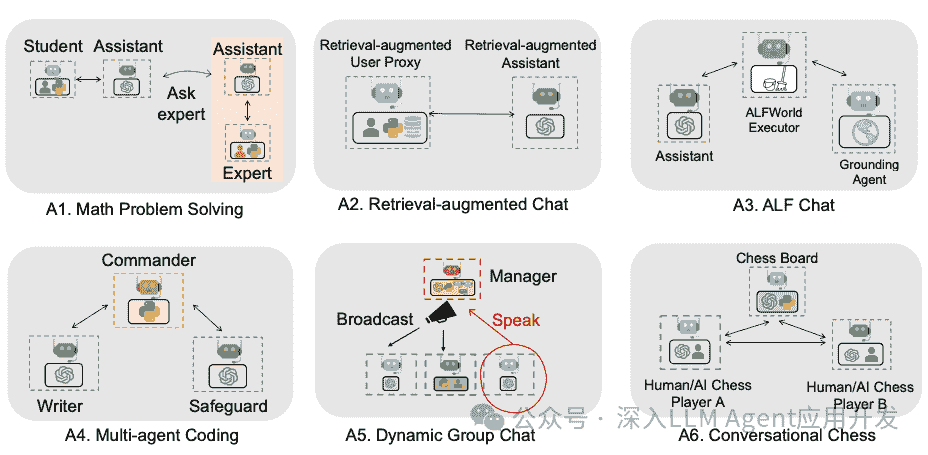 Student
Assistant
Ask
expert
Assistant
Expert
A1. Math Problem Solving
Retrieval-augmented
User Proxy
Retrieval-augmented
Assistant
A2. Retrieval-augmented Chat
Assistant
ALFWorld
Executor
Grounding
Agent
A3. ALF Chat
Commander
Writer
Safeguard
A4. Multi-agent Coding
Manager
Broadcast
Speak
A5. Dynamic Group Chat
Chess Board
Human/AI Chess
Player A
Human/AI Chess
Player B
A6. Conversational Chess
公众号 · 深入LLM Agent应用开发